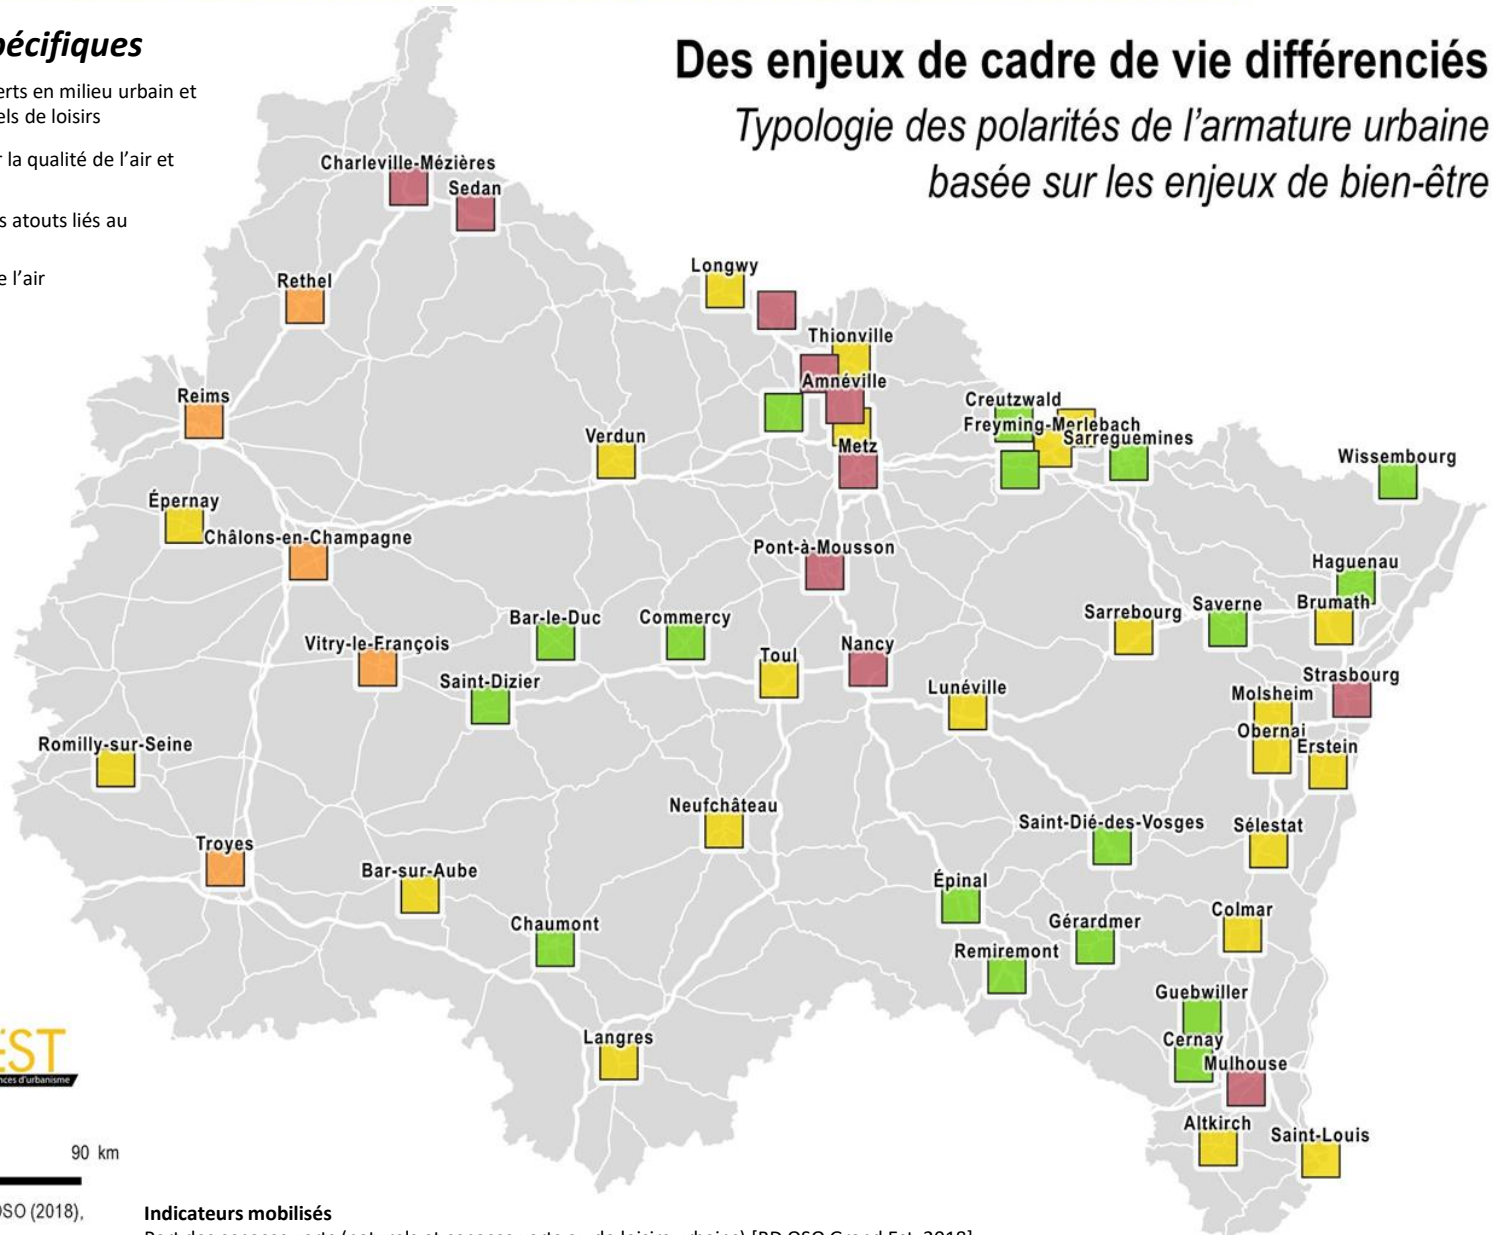 Des enjeux de cadre de vie différenciés
Typologie des polarités de l'armature urbaine
basée sur les enjeux de bien-être
pécifiques
erts en milieu urbain et
els de loisirs
r la qualité de l'air et
s atouts liés au
e l'air
Charleville-Mézières
Sedan
Longwy
Rethel
Thionville
Amnéville
Reims
Creutzwald
Freyming-Merlebach
Sarreguemines
Verdun
Metz
Wissembourg
Épernay
Châlons-en-Champagne
Pont-à-Mousson
Haguenau
Brumath
Saverne
Sarrebourg
Bar-le-Duc
Commercy
Vitry-le-François
Nancy
Toul
Saint-Dizier
Lunéville
Strasbourg
Molsheim
Obernai
Erstein
Romilly-sur-Seine
Neufchâteau
Saint-Dié-des-Vosges
Sélestat
Troyes
Bar-sur-Aube
Épinal
Colmar
Chaumont
Gérardmer
Remiremont
Guebwiller
Langres
Cernay
Mulhouse
Altkirch
Saint-Louis
EST
nces d'urbanisme
90 km
OSO (2018),
Indicateurs mobilisés